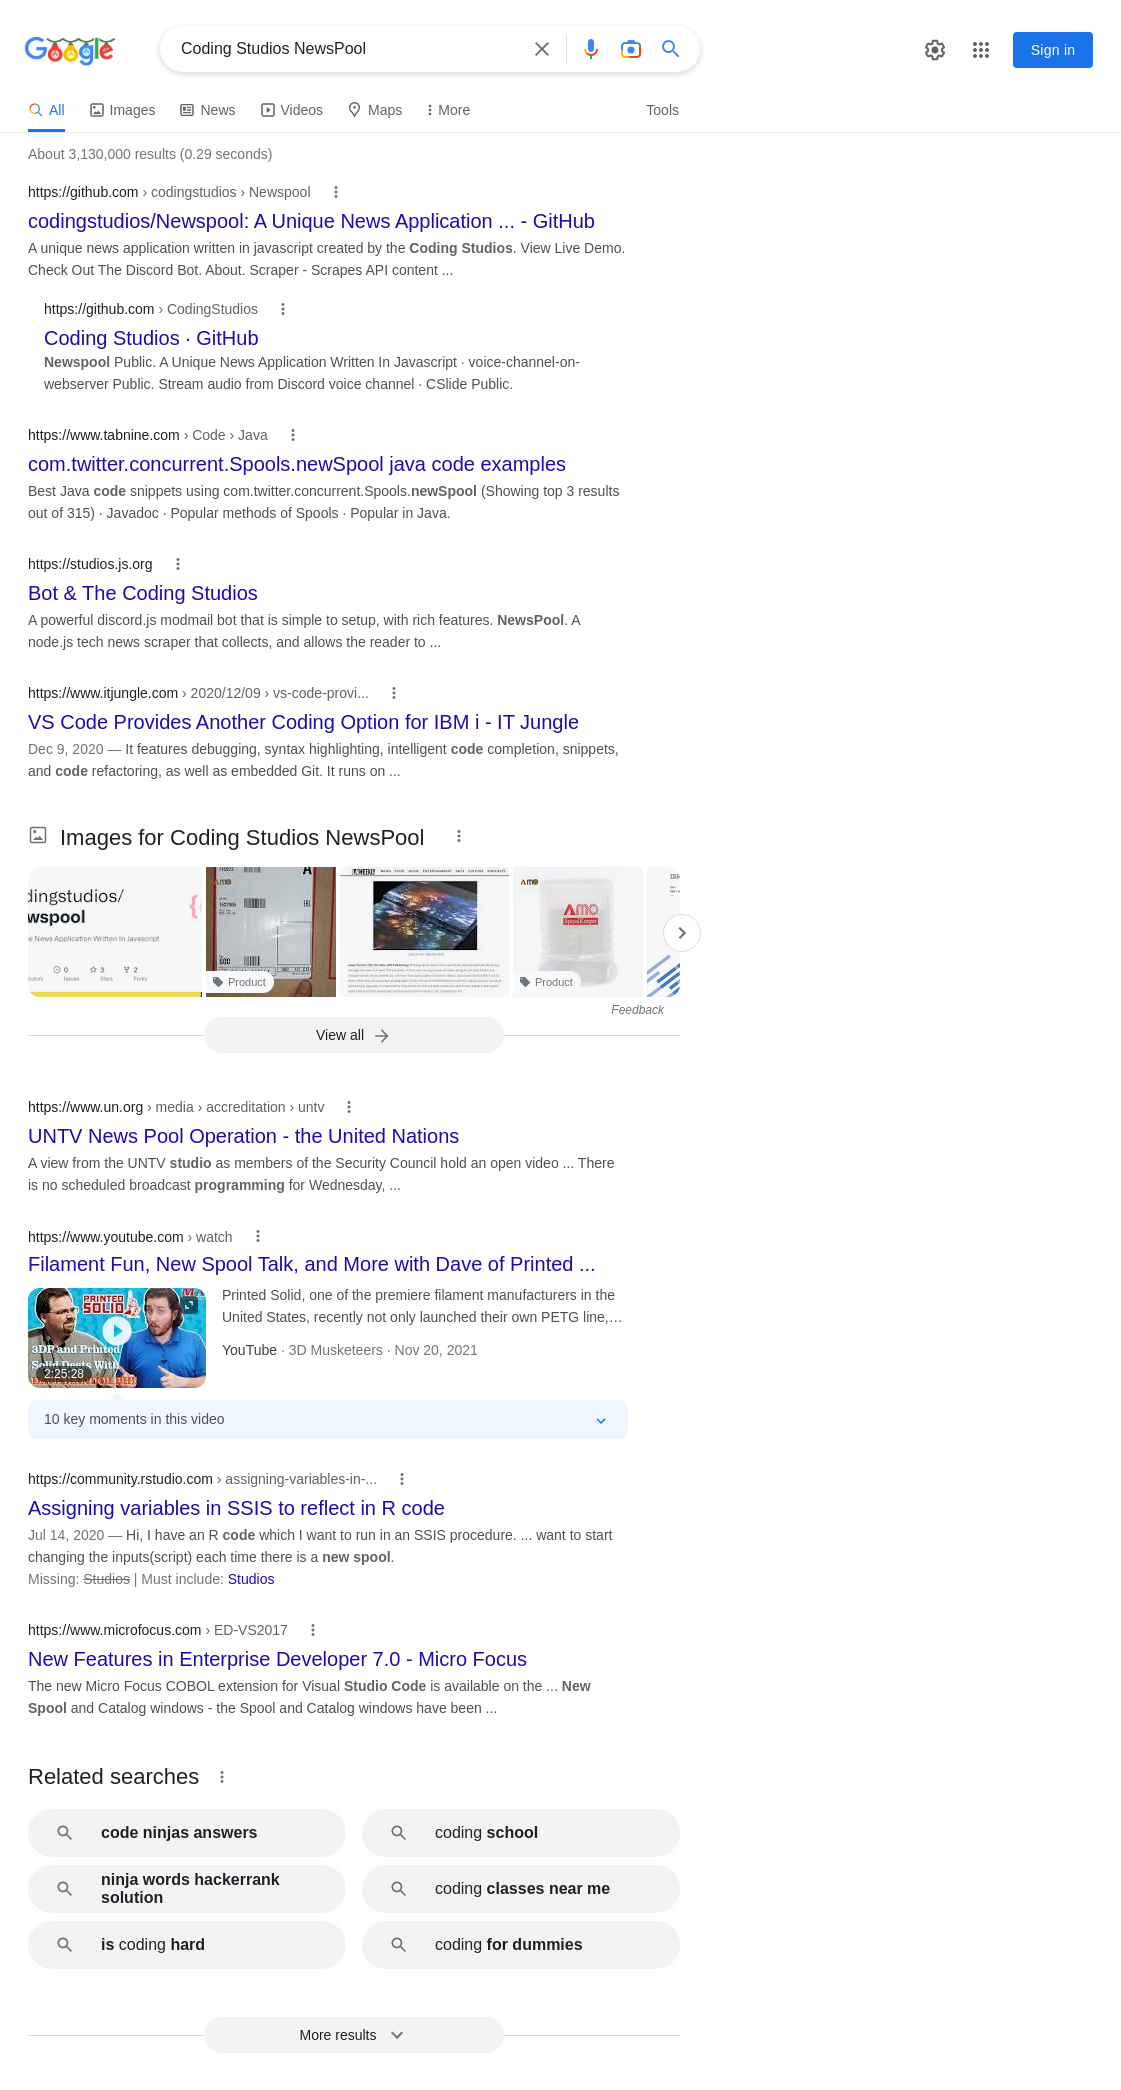 Google
Coding Studios NewsPool
Sign in
All
Images
News
Videos
Maps
More
Tools
About 3,130,000 results (0.29 seconds)
https://github.com › codingstudios › Newspool
codingstudios/Newspool: A Unique News Application ... - GitHub
A unique news application written in javascript created by the Coding Studios. View Live Demo.
Check Out The Discord Bot. About. Scraper - Scrapes API content ...
https://github.com › CodingStudios
Coding Studios · GitHub
Newspool Public. A Unique News Application Written In Javascript · voice-channel-on-
webserver Public. Stream audio from Discord voice channel · CSlide Public.
https://www.tabnine.com › Code › Java
com.twitter.concurrent.Spools.newSpool java code examples
Best Java code snippets using com.twitter.concurrent.Spools.newSpool (Showing top 3 results
out of 315) · Javadoc · Popular methods of Spools · Popular in Java.
https://studios.js.org
Bot & The Coding Studios
A powerful discord.js modmail bot that is simple to setup, with rich features. NewsPool. A
node.js tech news scraper that collects, and allows the reader to ...
https://www.itjungle.com › 2020/12/09 › vs-code-provi...
VS Code Provides Another Coding Option for IBM i - IT Jungle
Dec 9, 2020 — It features debugging, syntax highlighting, intelligent code completion, snippets,
and code refactoring, as well as embedded Git. It runs on ...
Images for Coding Studios NewsPool
dingstudios/
wspool
e News Application Written In Javascript
0
3
2
Issues
Stars
Forks
AMO
Product
AMO
AMO
SpoolKeeper
Product
Feedback
View all
https://www.un.org › media › accreditation › untv
UNTV News Pool Operation - the United Nations
A view from the UNTV studio as members of the Security Council hold an open video ... There
is no scheduled broadcast programming for Wednesday, ...
https://www.youtube.com › watch
Filament Fun, New Spool Talk, and More with Dave of Printed ...
PRINTED
SOLID
3DP and Printed
Solid Deets With
2:25:28
Printed Solid, one of the premiere filament manufacturers in the
United States, recently not only launched their own PETG line,…
YouTube · 3D Musketeers · Nov 20, 2021
10 key moments in this video
https://community.rstudio.com › assigning-variables-in-...
Assigning variables in SSIS to reflect in R code
Jul 14, 2020 — Hi, I have an R code which I want to run in an SSIS procedure. ... want to start
changing the inputs(script) each time there is a new spool.
Missing: Studios | Must include: Studios
https://www.microfocus.com › ED-VS2017
New Features in Enterprise Developer 7.0 - Micro Focus
The new Micro Focus COBOL extension for Visual Studio Code is available on the ... New
Spool and Catalog windows - the Spool and Catalog windows have been ...
Related searches
code ninjas answers
coding school
ninja words hackerrank
solution
coding classes near me
is coding hard
coding for dummies
More results